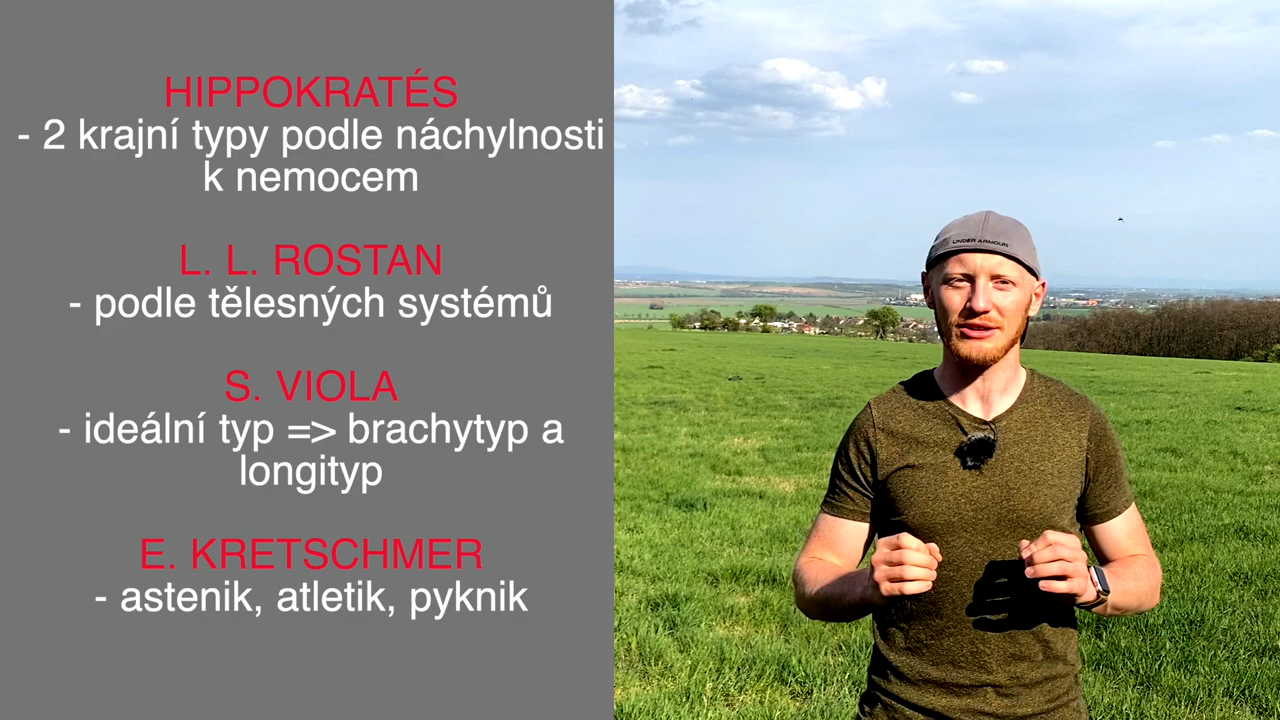 HIPPOKRATÉS
- 2 krajní typy podle náchylnosti
k nemocem
L. L. ROSTAN
- podle tělesných systémů
S. VIOLA
- ideální typ => brachytyp a
longityp
E. KRETSCHMER
- astenik, atletik, pyknik
UNDER ARMOUR